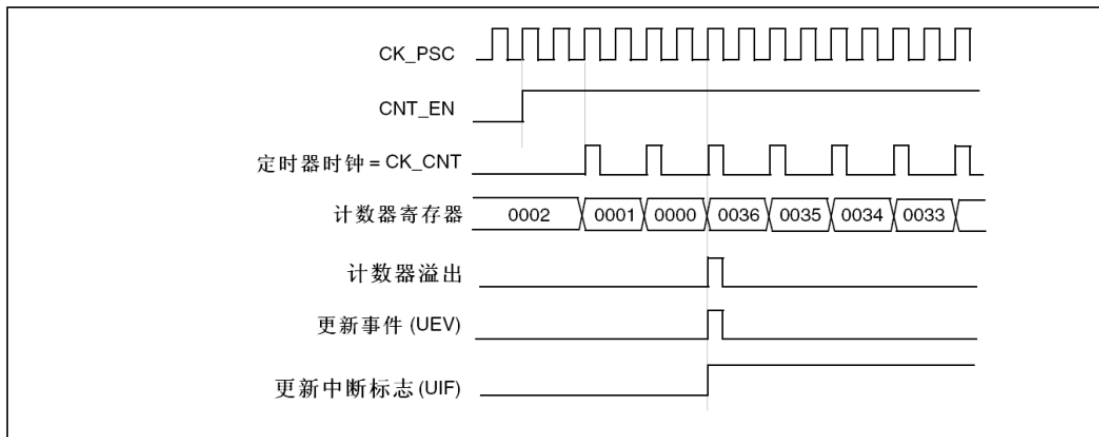 CK_PSC
CNT_EN
定时器时钟 = CK_CNT
计数器寄存器 0002 0001 0000 0036 0035 0034 0033
计数器溢出
更新事件 (UEV)
更新中断标志 (UIF)